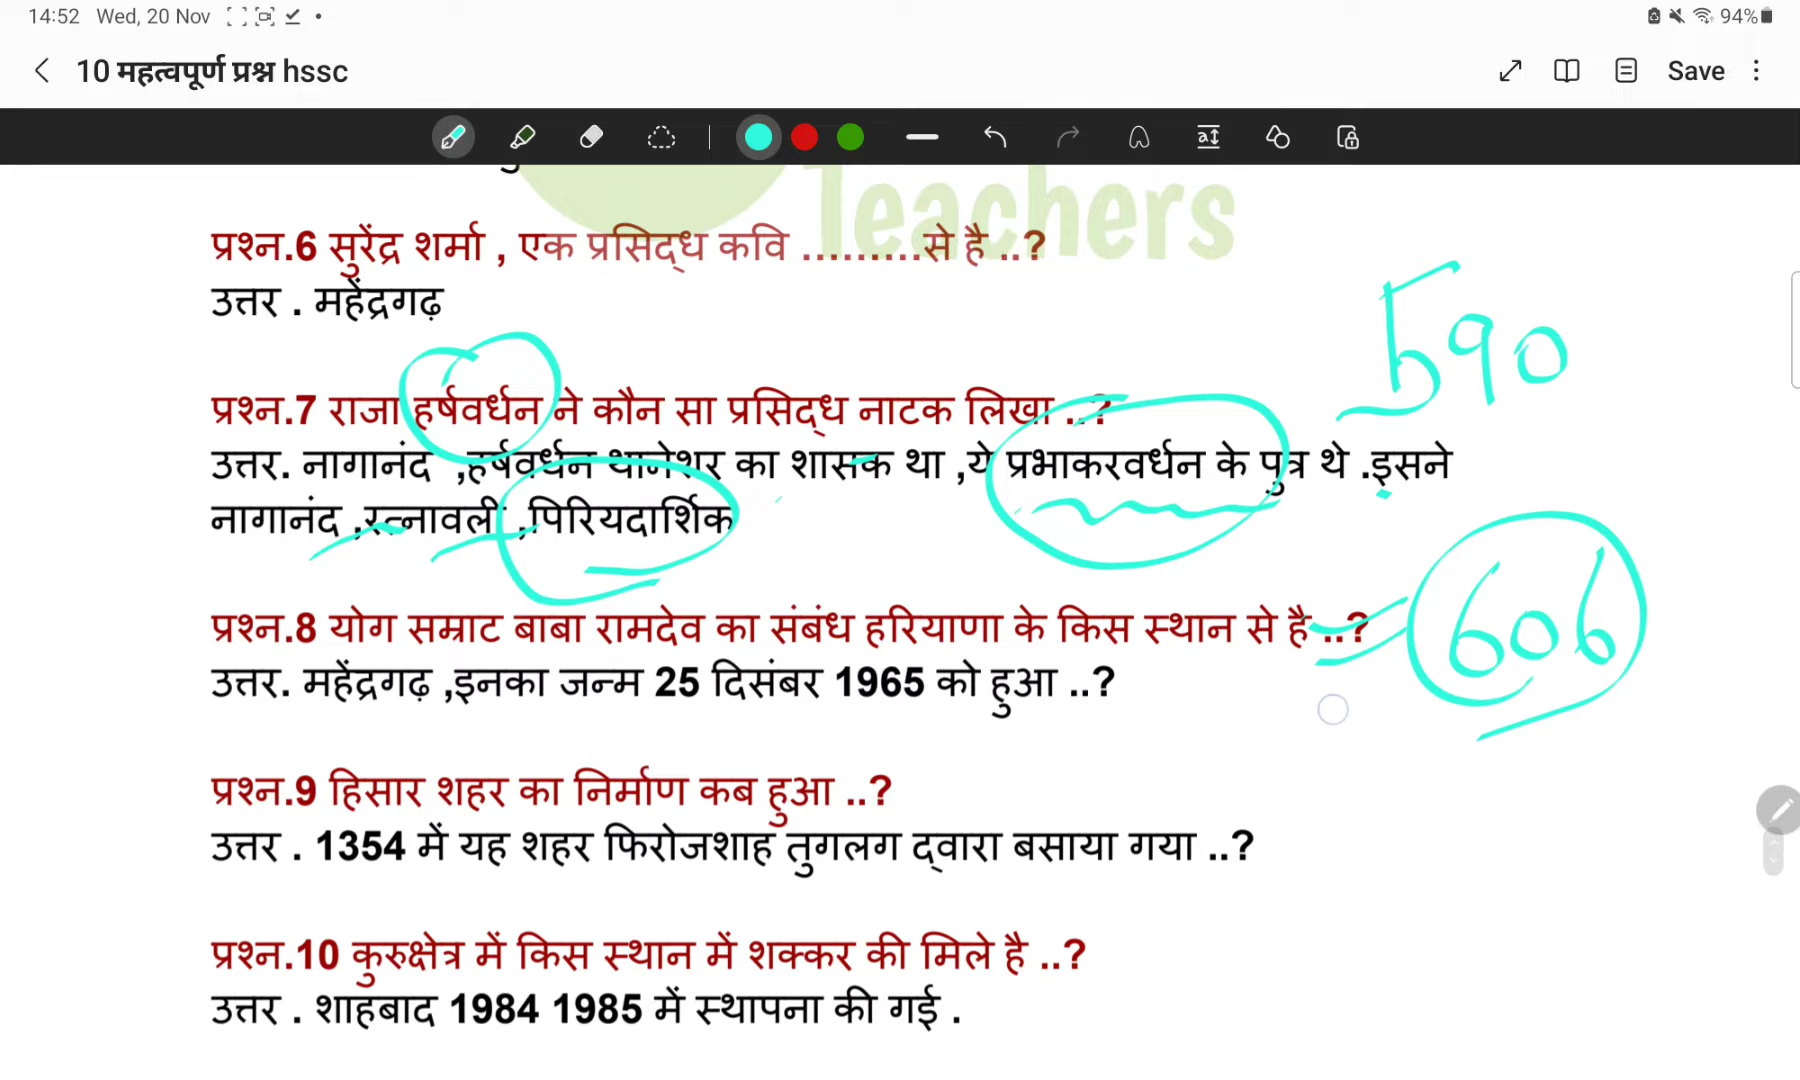 14:52 Wed, 20 Nov 94%
10 महत्वपूर्ण प्रश्न hssc Save
Teachers
प्रश्न.6 सुरेंद्र शर्मा , एक प्रसिद्ध कवि .........से है ..?
उत्तर . महेंद्रगढ़
590
प्रश्न.7 राजा हर्षवर्धन ने कौन सा प्रसिद्ध नाटक लिखा ..?
उत्तर. नागानंद ,हर्षवर्धन थानेशर का शासक था ,ये प्रभाकरवर्धन के पुत्र थे .इसने
नागानंद ,रत्नावली ,पिरियदार्शिक
606
प्रश्न.8 योग सम्राट बाबा रामदेव का संबंध हरियाणा के किस स्थान से है ..?
उत्तर. महेंद्रगढ़ ,इनका जन्म 25 दिसंबर 1965 को हुआ ..?
प्रश्न.9 हिसार शहर का निर्माण कब हुआ ..?
उत्तर . 1354 में यह शहर फिरोजशाह तुगलग द्वारा बसाया गया ..?
प्रश्न.10 कुरुक्षेत्र में किस स्थान में शक्कर की मिले है ..?
उत्तर . शाहबाद 1984 1985 में स्थापना की गई .